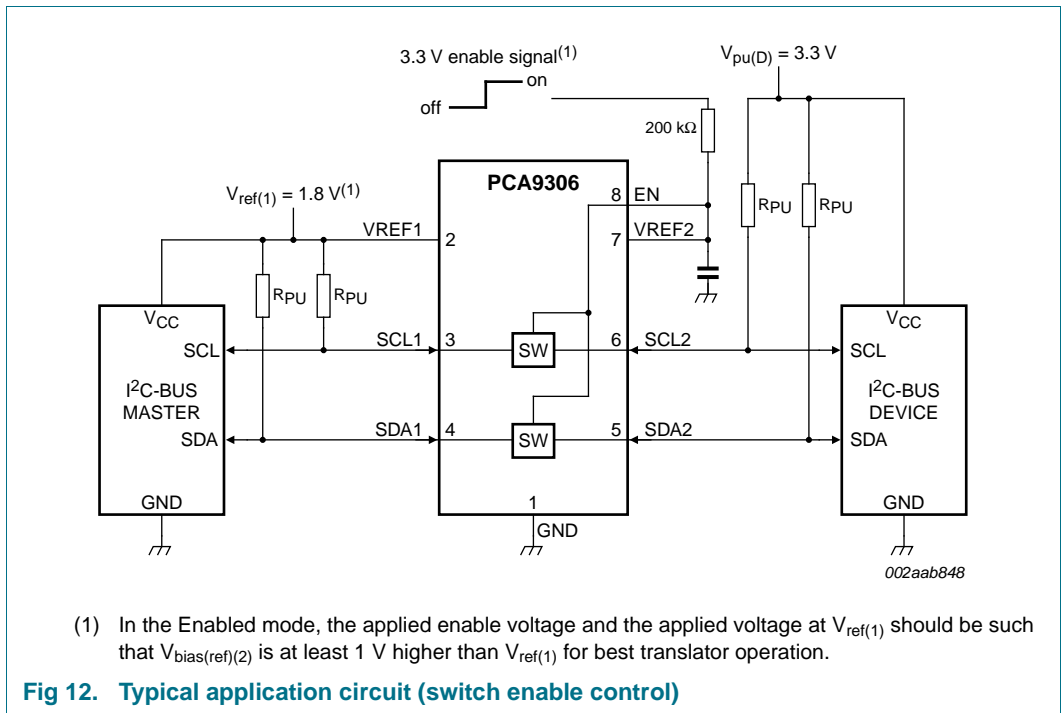 3.3 V enable signal(1)
on
off
Vpu(D) = 3.3 V
200 kΩ
PCA9306
8 EN
RPU RPU
Vref(1) = 1.8 V(1)
VREF1 2
7 VREF2
RPU RPU
VCC
VCC
SCL
SCL1 3
SW
6 SCL2
SCL
I2C-BUS
MASTER
I2C-BUS
DEVICE
SDA
SDA1 4
SW
5 SDA2
SDA
GND
1
GND
GND
002aab848
(1) In the Enabled mode, the applied enable voltage and the applied voltage at Vref(1) should be such
that Vbias(ref)(2) is at least 1 V higher than Vref(1) for best translator operation.
Fig 12. Typical application circuit (switch enable control)